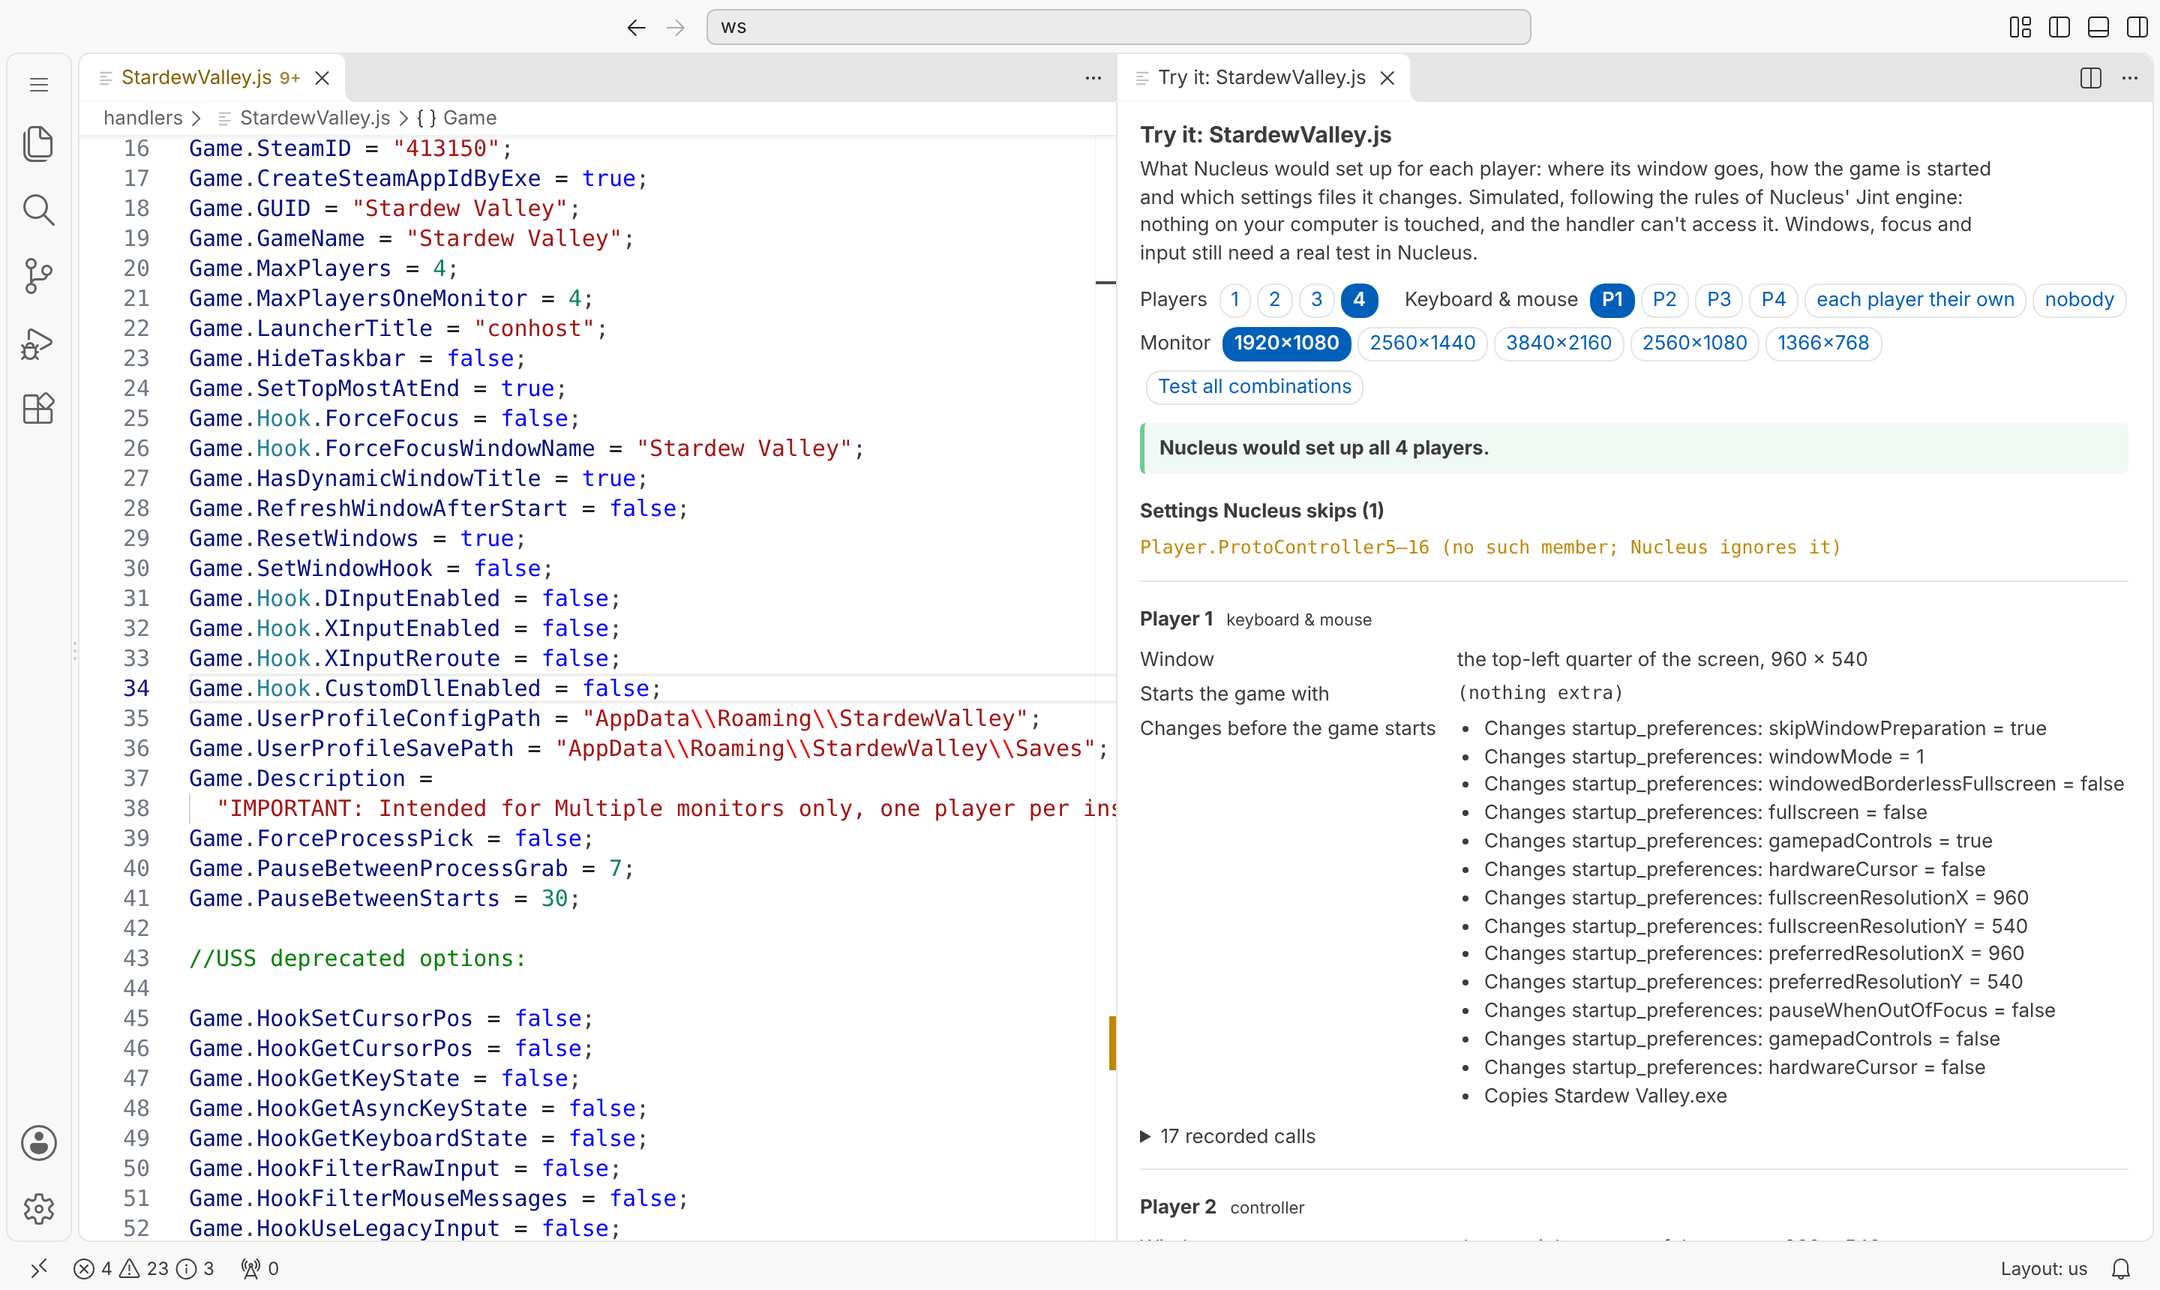 ws
StardewValley.js 9+
handlers > StardewValley.js > { } Game
16 Game.SteamID = "413150";
17 Game.CreateSteamAppIdByExe = true;
18 Game.GUID = "Stardew Valley";
19 Game.GameName = "Stardew Valley";
20 Game.MaxPlayers = 4;
21 Game.MaxPlayersOneMonitor = 4;
22 Game.LauncherTitle = "conhost";
23 Game.HideTaskbar = false;
24 Game.SetTopMostAtEnd = true;
25 Game.Hook.ForceFocus = false;
26 Game.Hook.ForceFocusWindowName = "Stardew Valley";
27 Game.HasDynamicWindowTitle = true;
28 Game.RefreshWindowAfterStart = false;
29 Game.ResetWindows = true;
30 Game.SetWindowHook = false;
31 Game.Hook.DInputEnabled = false;
32 Game.Hook.XInputEnabled = false;
33 Game.Hook.XInputReroute = false;
34 Game.Hook.CustomDllEnabled = false;
35 Game.UserProfileConfigPath = "AppData\\Roaming\\StardewValley";
36 Game.UserProfileSavePath = "AppData\\Roaming\\StardewValley\\Saves";
37 Game.Description =
38 "IMPORTANT: Intended for Multiple monitors only, one player per ins
39 Game.ForceProcessPick = false;
40 Game.PauseBetweenProcessGrab = 7;
41 Game.PauseBetweenStarts = 30;
42
43 //USS deprecated options:
44
45 Game.HookSetCursorPos = false;
46 Game.HookGetCursorPos = false;
47 Game.HookGetKeyState = false;
48 Game.HookGetAsyncKeyState = false;
49 Game.HookGetKeyboardState = false;
50 Game.HookFilterRawInput = false;
51 Game.HookFilterMouseMessages = false;
52 Game.HookUseLegacyInput = false;
Try it: StardewValley.js
Try it: StardewValley.js
What Nucleus would set up for each player: where its window goes, how the game is started
and which settings files it changes. Simulated, following the rules of Nucleus' Jint engine:
nothing on your computer is touched, and the handler can't access it. Windows, focus and
input still need a real test in Nucleus.
Players 1 2 3 4 Keyboard & mouse P1 P2 P3 P4 each player their own nobody
Monitor 1920×1080 2560×1440 3840×2160 2560×1080 1366×768
Test all combinations
Nucleus would set up all 4 players.
Settings Nucleus skips (1)
Player.ProtoController5–16 (no such member; Nucleus ignores it)
Player 1 keyboard & mouse
Window the top-left quarter of the screen, 960 × 540
Starts the game with (nothing extra)
Changes before the game starts • Changes startup_preferences: skipWindowPreparation = true
• Changes startup_preferences: windowMode = 1
• Changes startup_preferences: windowedBorderlessFullscreen = false
• Changes startup_preferences: fullscreen = false
• Changes startup_preferences: gamepadControls = true
• Changes startup_preferences: hardwareCursor = false
• Changes startup_preferences: fullscreenResolutionX = 960
• Changes startup_preferences: fullscreenResolutionY = 540
• Changes startup_preferences: preferredResolutionX = 960
• Changes startup_preferences: preferredResolutionY = 540
• Changes startup_preferences: pauseWhenOutOfFocus = false
• Changes startup_preferences: gamepadControls = false
• Changes startup_preferences: hardwareCursor = false
• Copies Stardew Valley.exe
17 recorded calls
Player 2 controller
4 23 3 0
Layout: us